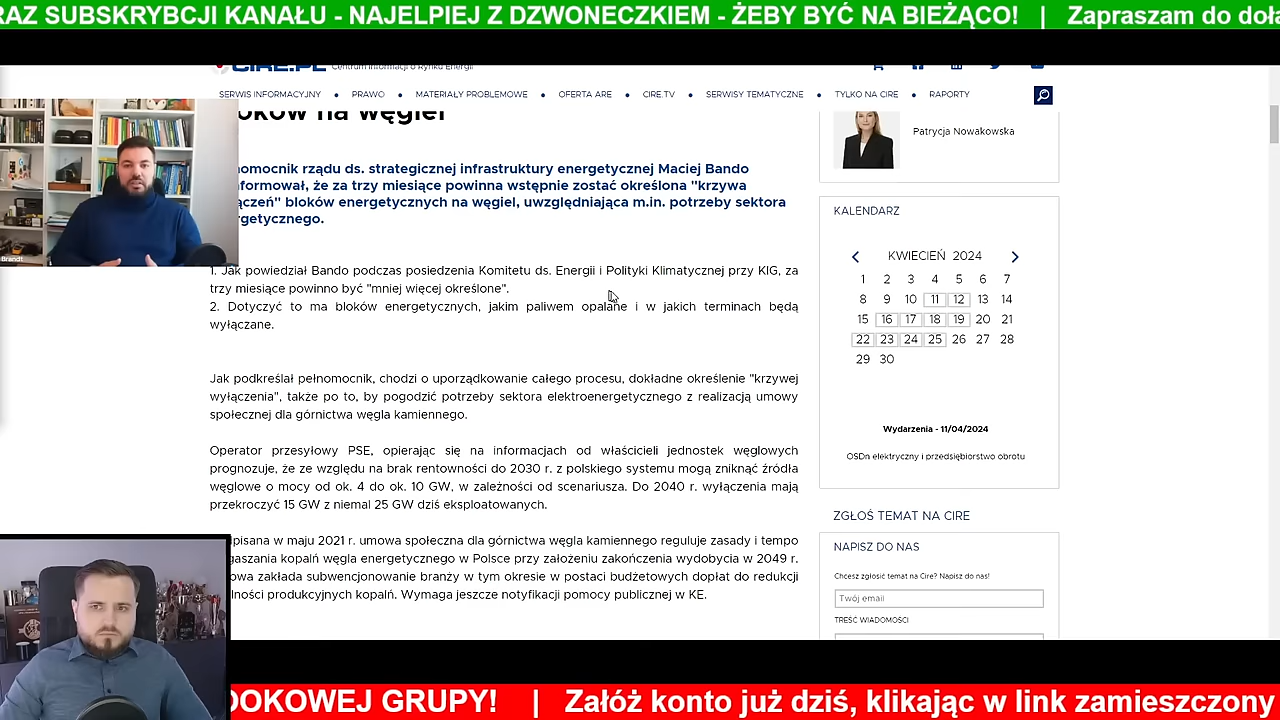 RAZ SUBSKRYBCJI KANAŁU - NAJELPIEJ Z DZWONECZKIEM - ŻEBY BYĆ NA BIEŻĄCO! | Zapraszam do
CIRE.PL Centrum Informacji o Rynku Energii
SERWIS INFORMACYJNY • PRAWO • MATERIAŁY PROBLEMOWE • OFERTA ARE • CIRE.TV • SERWISY TEMATYCZNE • TYLKO NA CIRE • RAPORTY
na węgiel
Patrycja Nowakowska
rządu ds. strategicznej infrastruktury energetycznej Maciej Bando
że za trzy miesiące powinna wstępnie zostać określona "krzywa
bloków energetycznych na węgiel, uwzględniająca m.in. potrzeby sektora
Brandt
1. Jak powiedział Bando podczas posiedzenia Komitetu ds. Energii i Polityki Klimatycznej przy KIG, za
trzy miesiące powinno być "mniej więcej określone".
2. Dotyczyć to ma bloków energetycznych, jakim paliwem opalane i w jakich terminach będą
wyłączane.
Jak podkreślał pełnomocnik, chodzi o uporządkowanie całego procesu, dokładne określenie "krzywej
wyłączenia", także po to, by pogodzić potrzeby sektora elektroenergetycznego z realizacją umowy
społecznej dla górnictwa węgla kamiennego.
Operator przesyłowy PSE, opierając się na informacjach od właścicieli jednostek węglowych
prognozuje, że ze względu na brak rentowności do 2030 r. z polskiego systemu mogą zniknąć źródła
węglowe o mocy od ok. 4 do ok. 10 GW, w zależności od scenariusza. Do 2040 r. wyłączenia mają
przekroczyć 15 GW z niemal 25 GW dziś eksploatowanych.
w maju 2021 r. umowa społeczna dla górnictwa węgla kamiennego reguluje zasady i tempo
kopalń węgla energetycznego w Polsce przy założeniu zakończenia wydobycia w 2049 r.
zakłada subwencjonowanie branży w tym okresie w postaci budżetowych dopłat do redukcji
produkcyjnych kopalń. Wymaga jeszcze notyfikacji pomocy publicznej w KE.
KALENDARZ
KWIECIEŃ 2024
1 2 3 4 5 6 7
8 9 10 11 12 13 14
15 16 17 18 19 20 21
22 23 24 25 26 27 28
29 30
Wydarzenia - 11/04/2024
OSDn elektryczny i przedsiębiorstwo obrotu
ZGŁOŚ TEMAT NA CIRE
NAPISZ DO NAS
Chcesz zgłosić temat na Cire? Napisz do nas!
Twój email
TREŚĆ WIADOMOŚCI
DOKOWEJ GRUPY! | Załóż konto już dziś, klikając w link zamieszczony